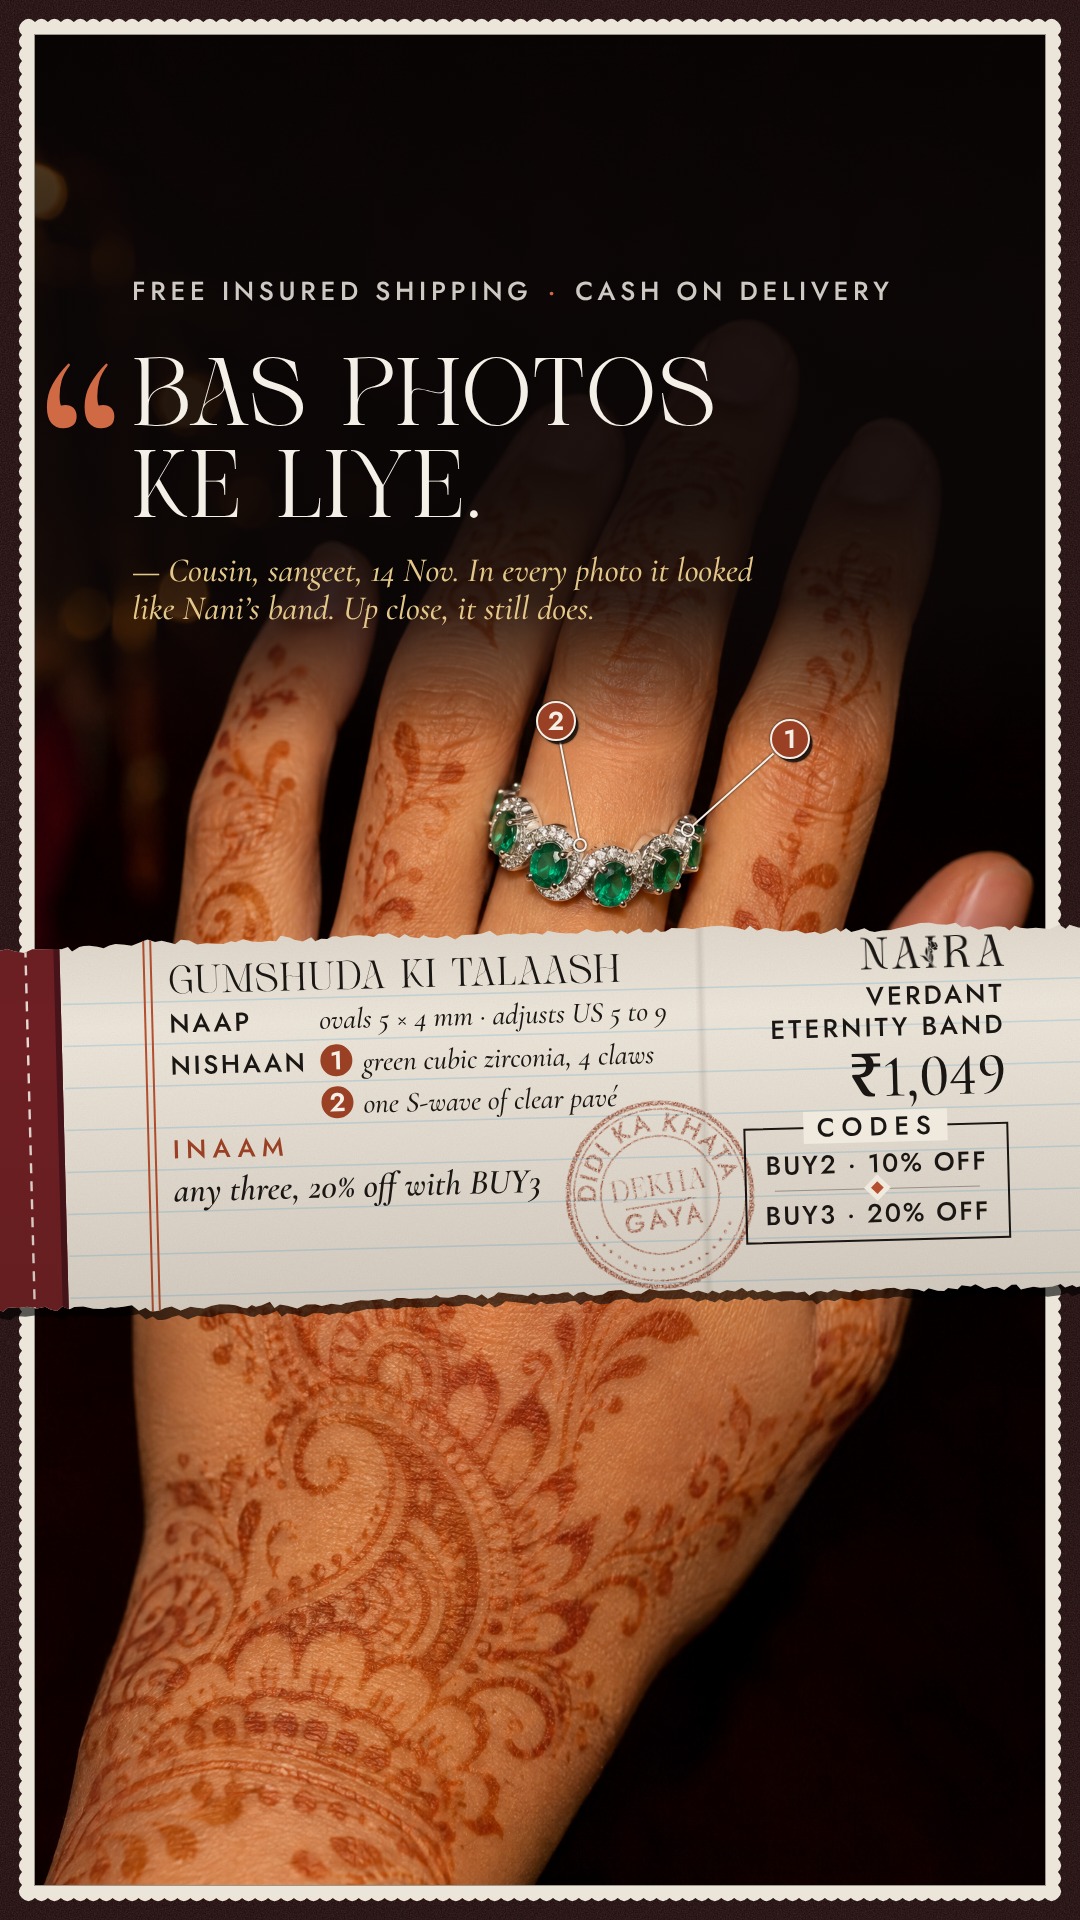 FREE INSURED SHIPPING · CASH ON DELIVERY
“BAS PHOTOS
KE LIYE.
— Cousin, sangeet, 14 Nov. In every photo it looked
like Nani’s band. Up close, it still does.
2
1
GUMSHUDA KI TALAASH
NAAP ovals 5 × 4 mm · adjusts US 5 to 9
NISHAAN 1 green cubic zirconia, 4 claws
2 one S-wave of clear pavé
INAAM
any three, 20% off with BUY3
DIDI KA KHATA
DEKHA
GAYA
NAIRA
VERDANT
ETERNITY BAND
₹1,049
CODES
BUY2 · 10% OFF
BUY3 · 20% OFF